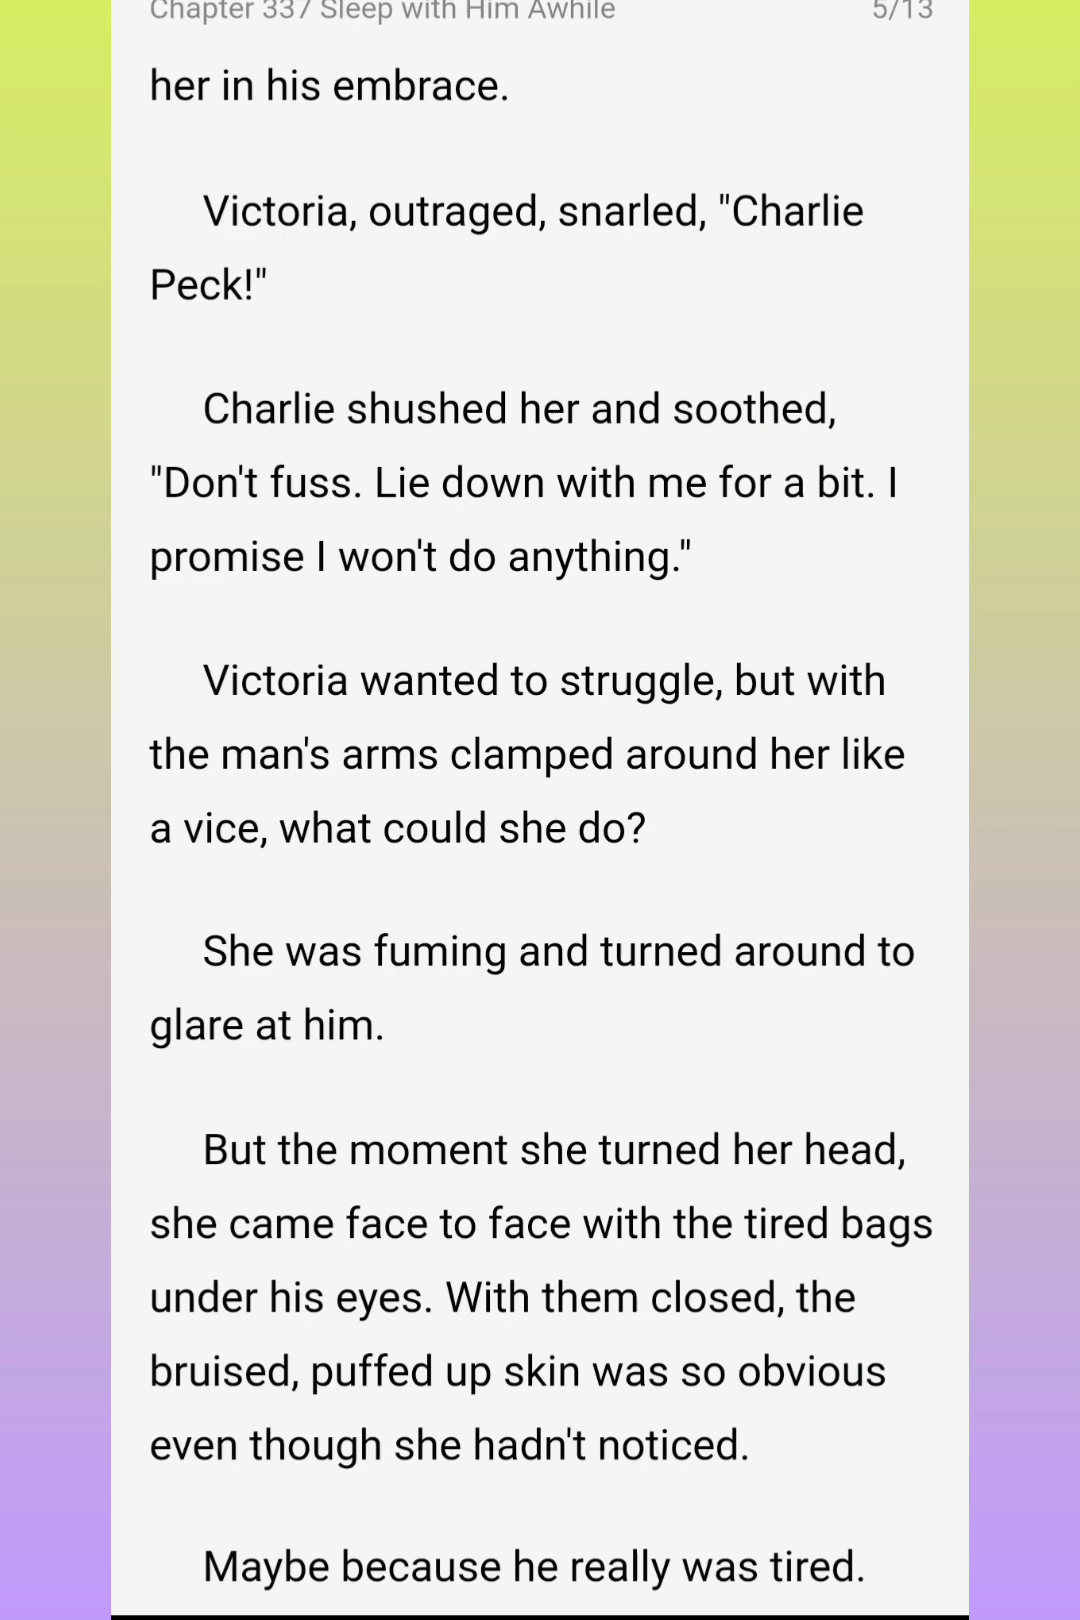 Chapter 337 Sleep with Him Awhile 5/13
her in his embrace.
Victoria, outraged, snarled, "Charlie
Peck!"
Charlie shushed her and soothed,
"Don't fuss. Lie down with me for a bit. I
promise I won't do anything."
Victoria wanted to struggle, but with
the man's arms clamped around her like
a vice, what could she do?
She was fuming and turned around to
glare at him.
But the moment she turned her head,
she came face to face with the tired bags
under his eyes. With them closed, the
bruised, puffed up skin was so obvious
even though she hadn't noticed.
Maybe because he really was tired.